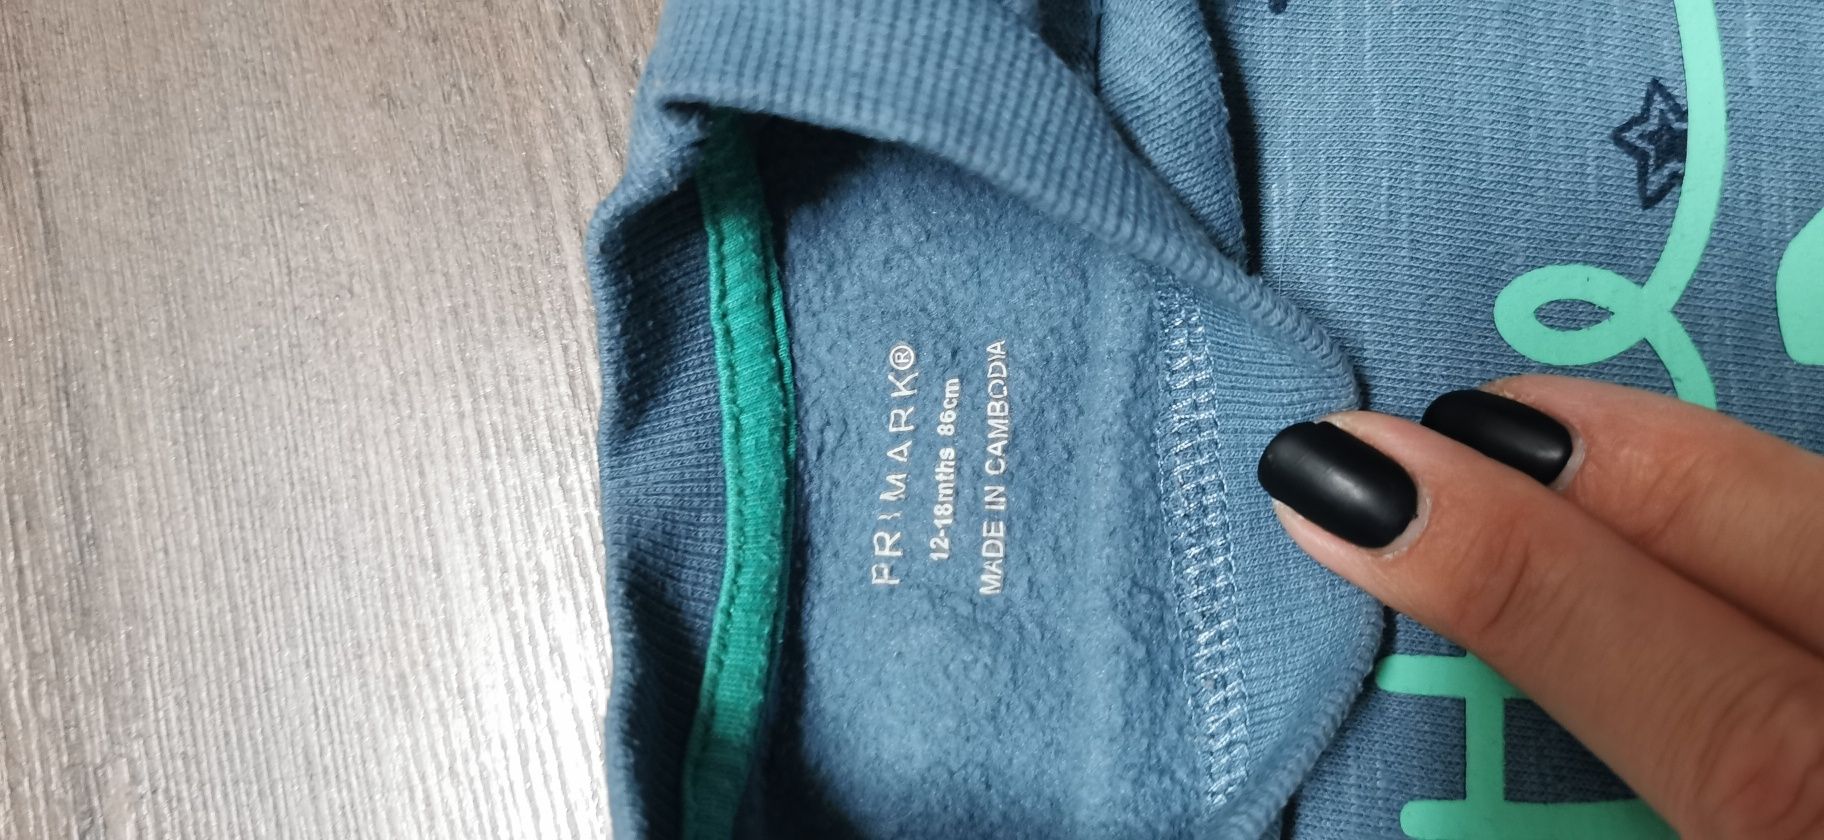 PRIMARK®
12-18mths 86cm
MADE IN CAMBODIA